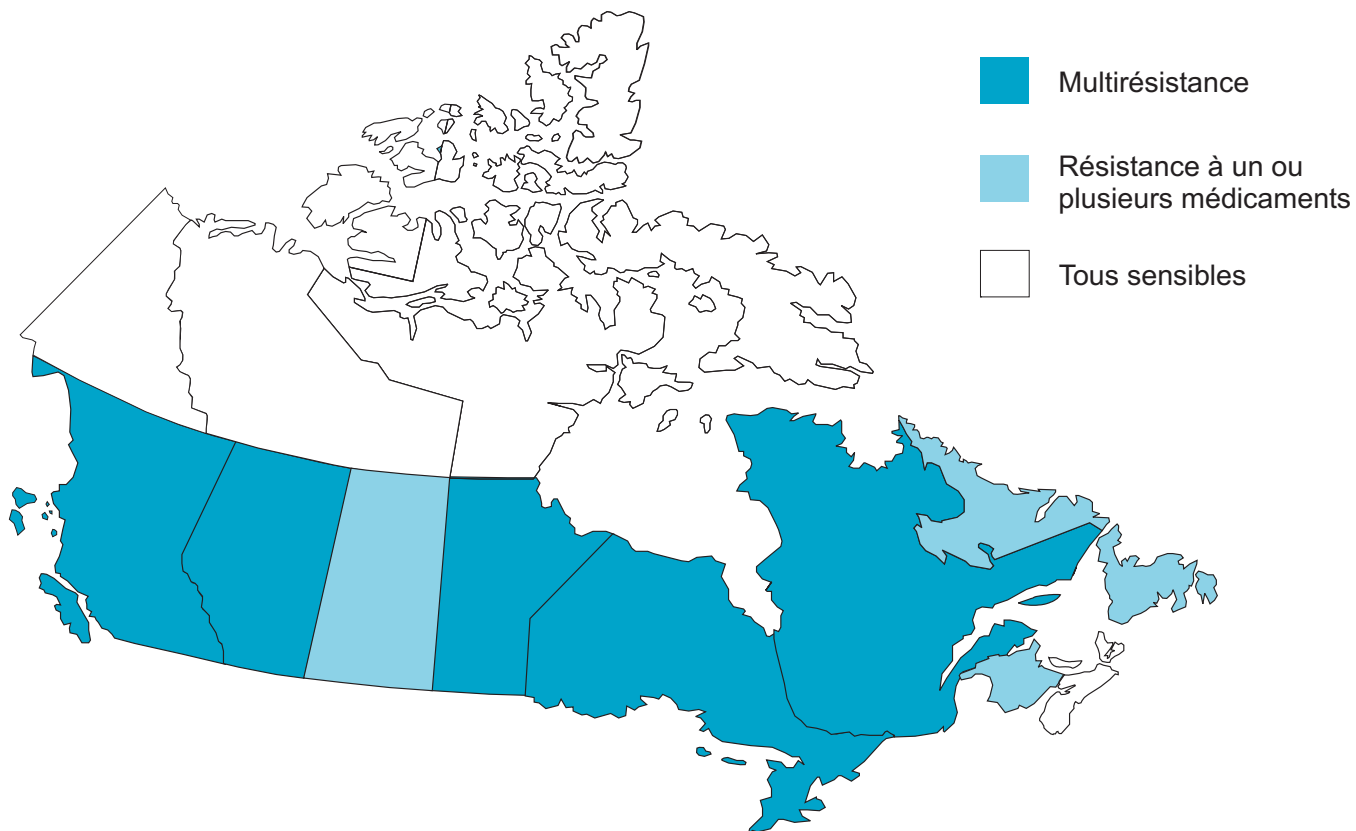 Multirésistance
Résistance à un ou
plusieurs médicaments
Tous sensibles